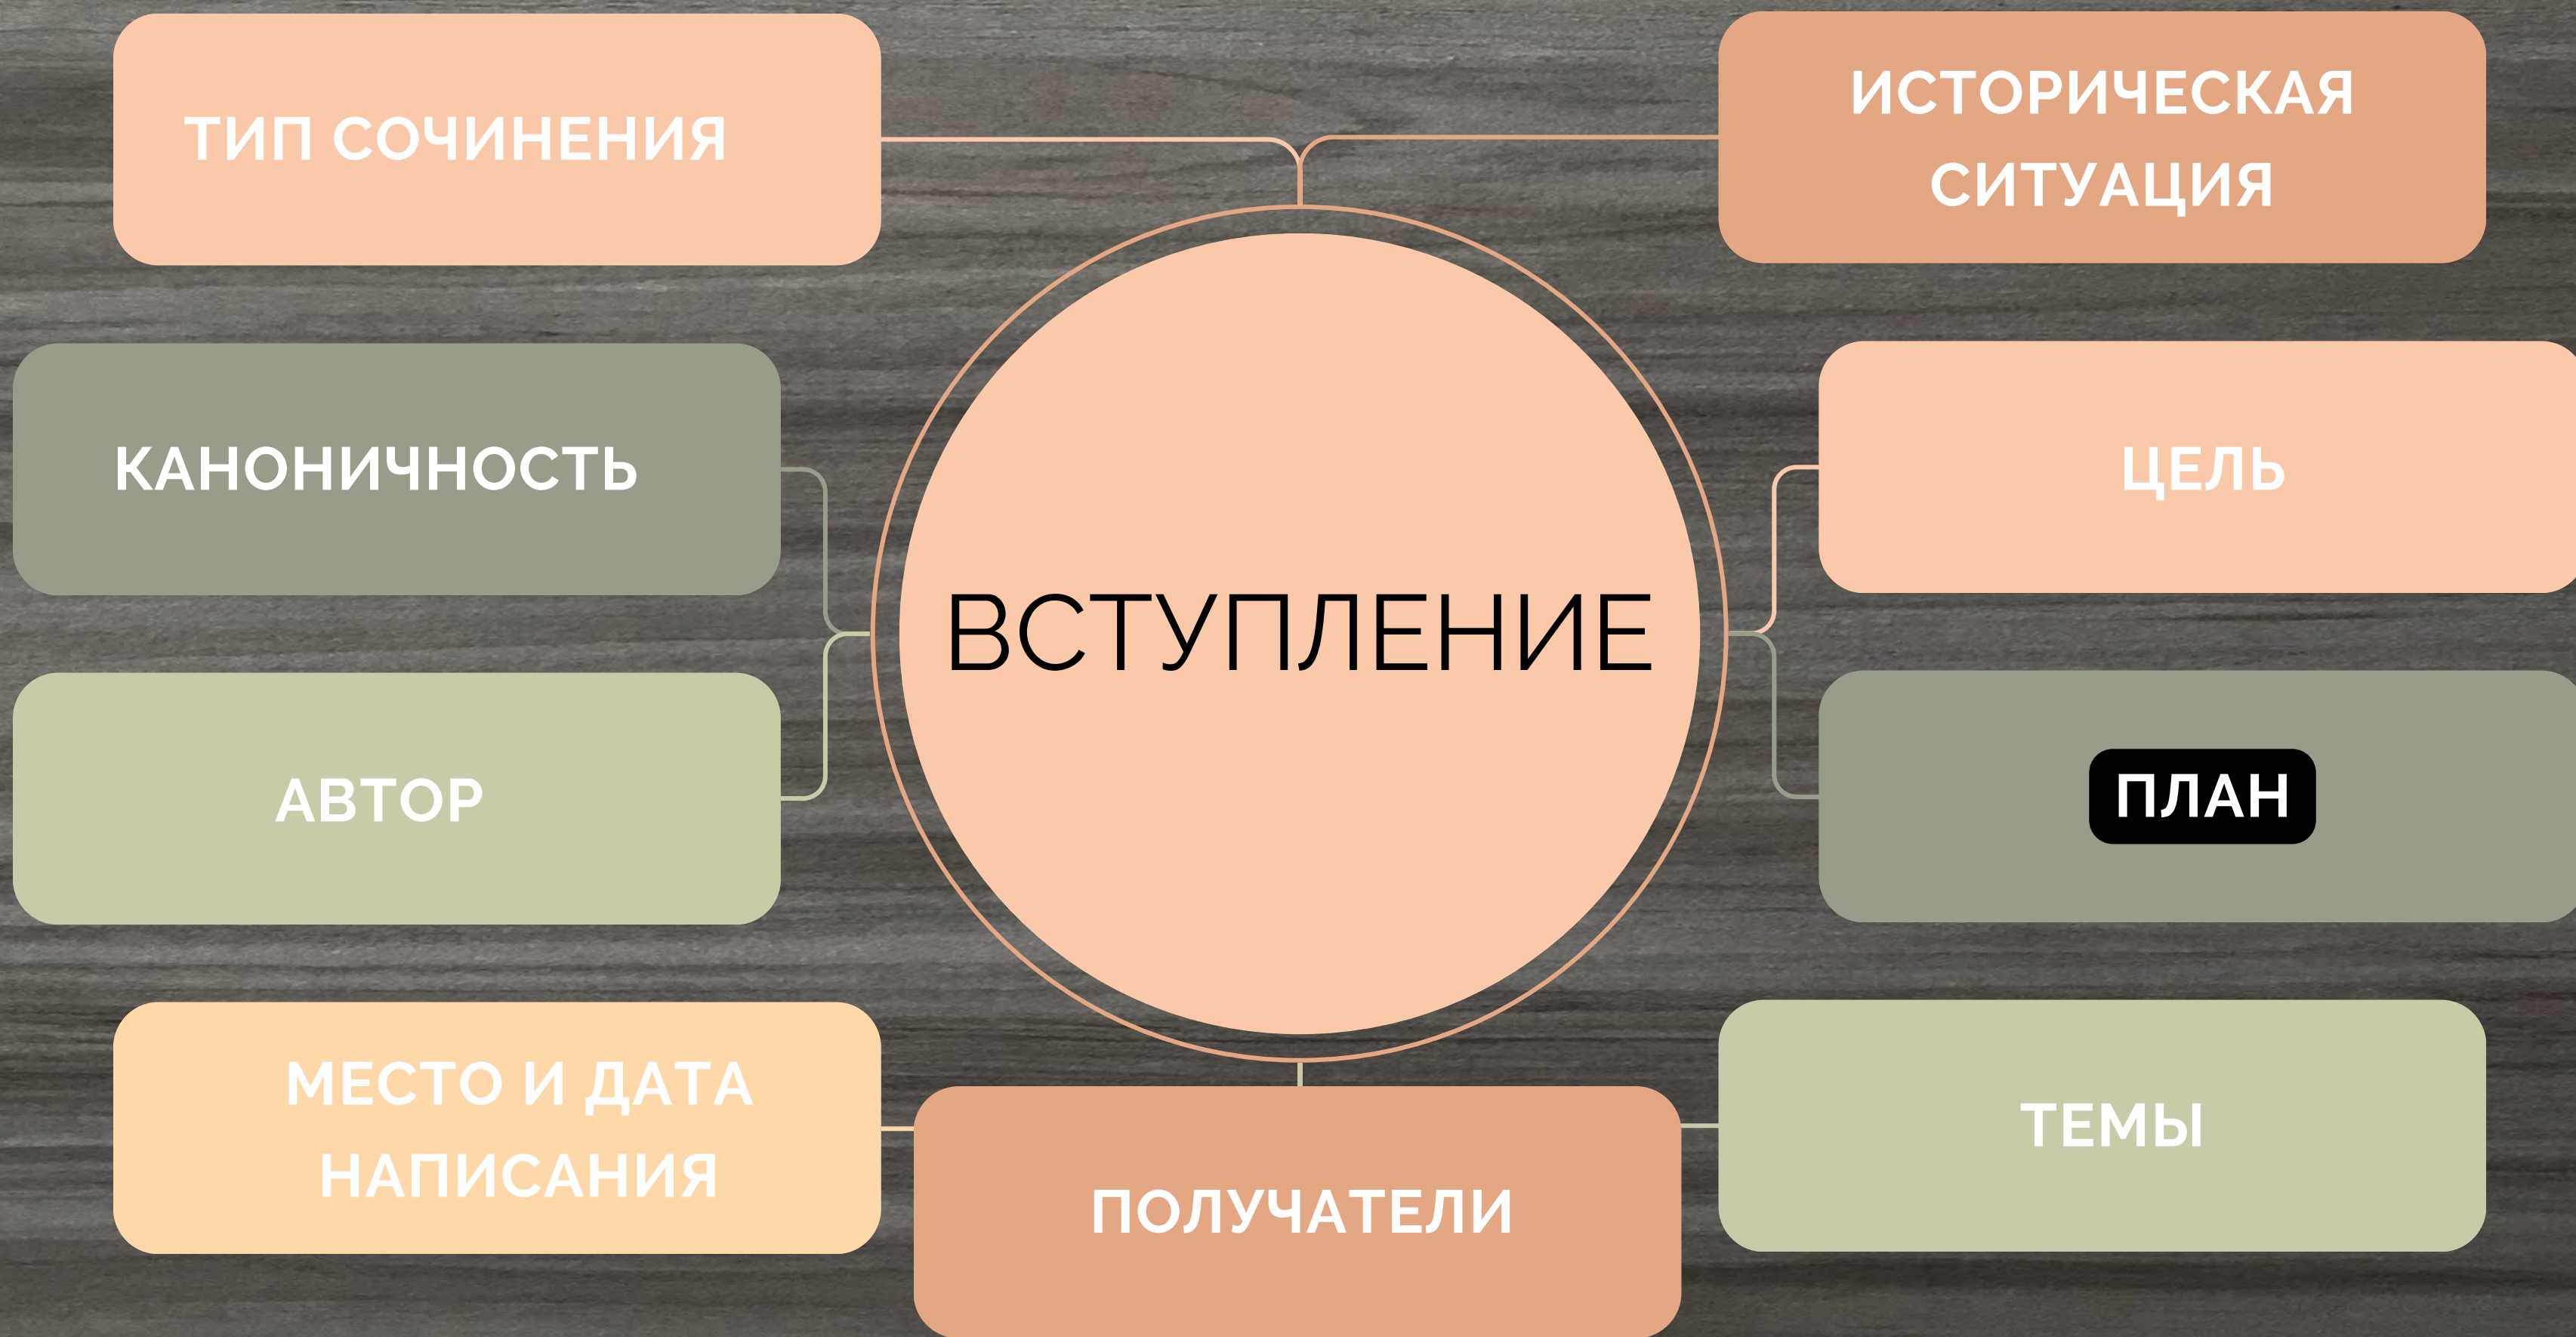 ТИП СОЧИНЕНИЯ
ИСТОРИЧЕСКАЯ
СИТУАЦИЯ
КАНОНИЧНОСТЬ
ЦЕЛЬ
ВСТУПЛЕНИЕ
АВТОР
ПЛАН
МЕСТО И ДАТА
НАПИСАНИЯ
ПОЛУЧАТЕЛИ
ТЕМЫ